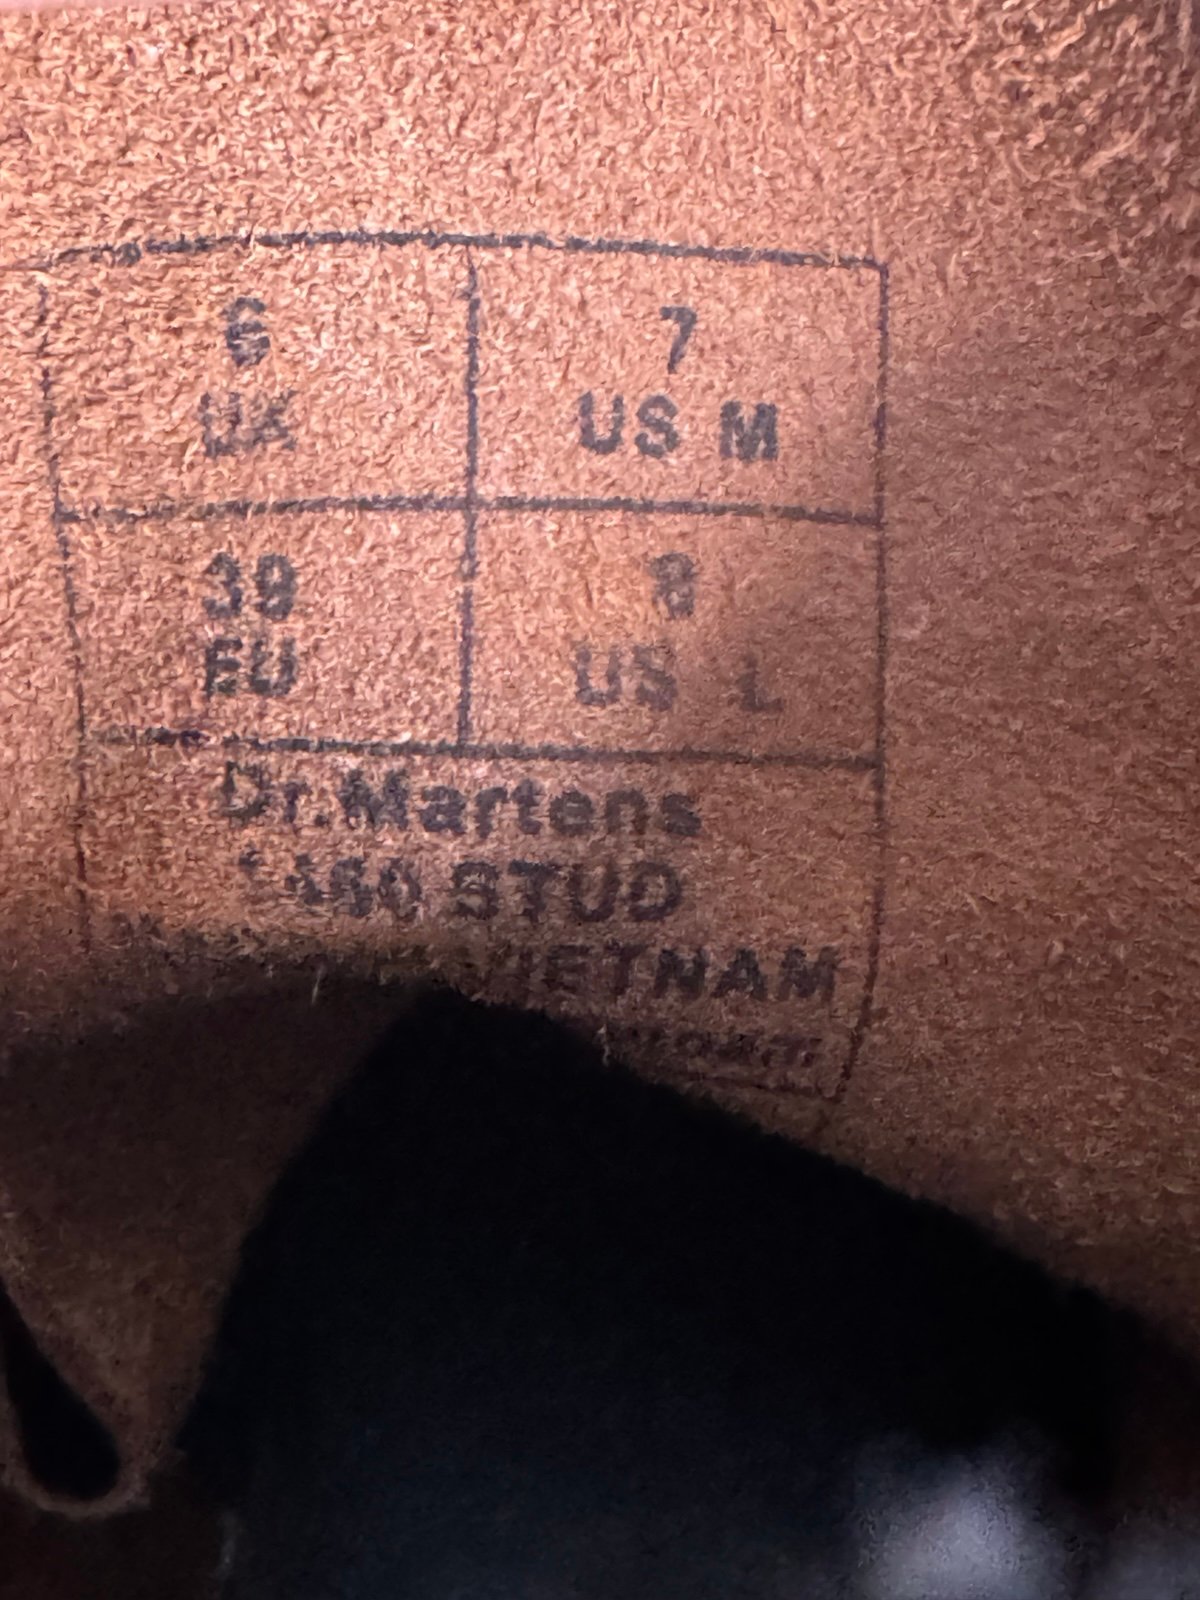 6
UK
7
US M
39
EU
8
US L
Dr.Martens
1460 STUD
VIETNAM